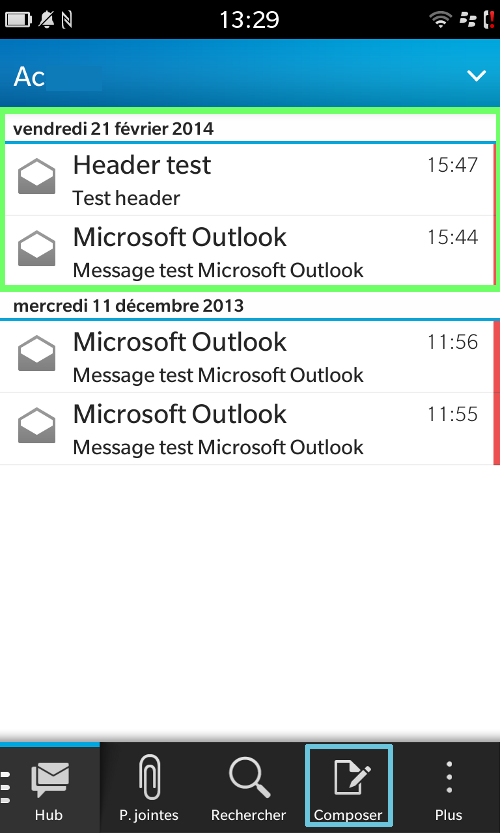 13:29
Ac
vendredi 21 février 2014
Header test 15:47
Test header
Microsoft Outlook 15:44
Message test Microsoft Outlook
mercredi 11 décembre 2013
Microsoft Outlook 11:56
Message test Microsoft Outlook
Microsoft Outlook 11:55
Message test Microsoft Outlook
Hub P. jointes Rechercher Composer Plus